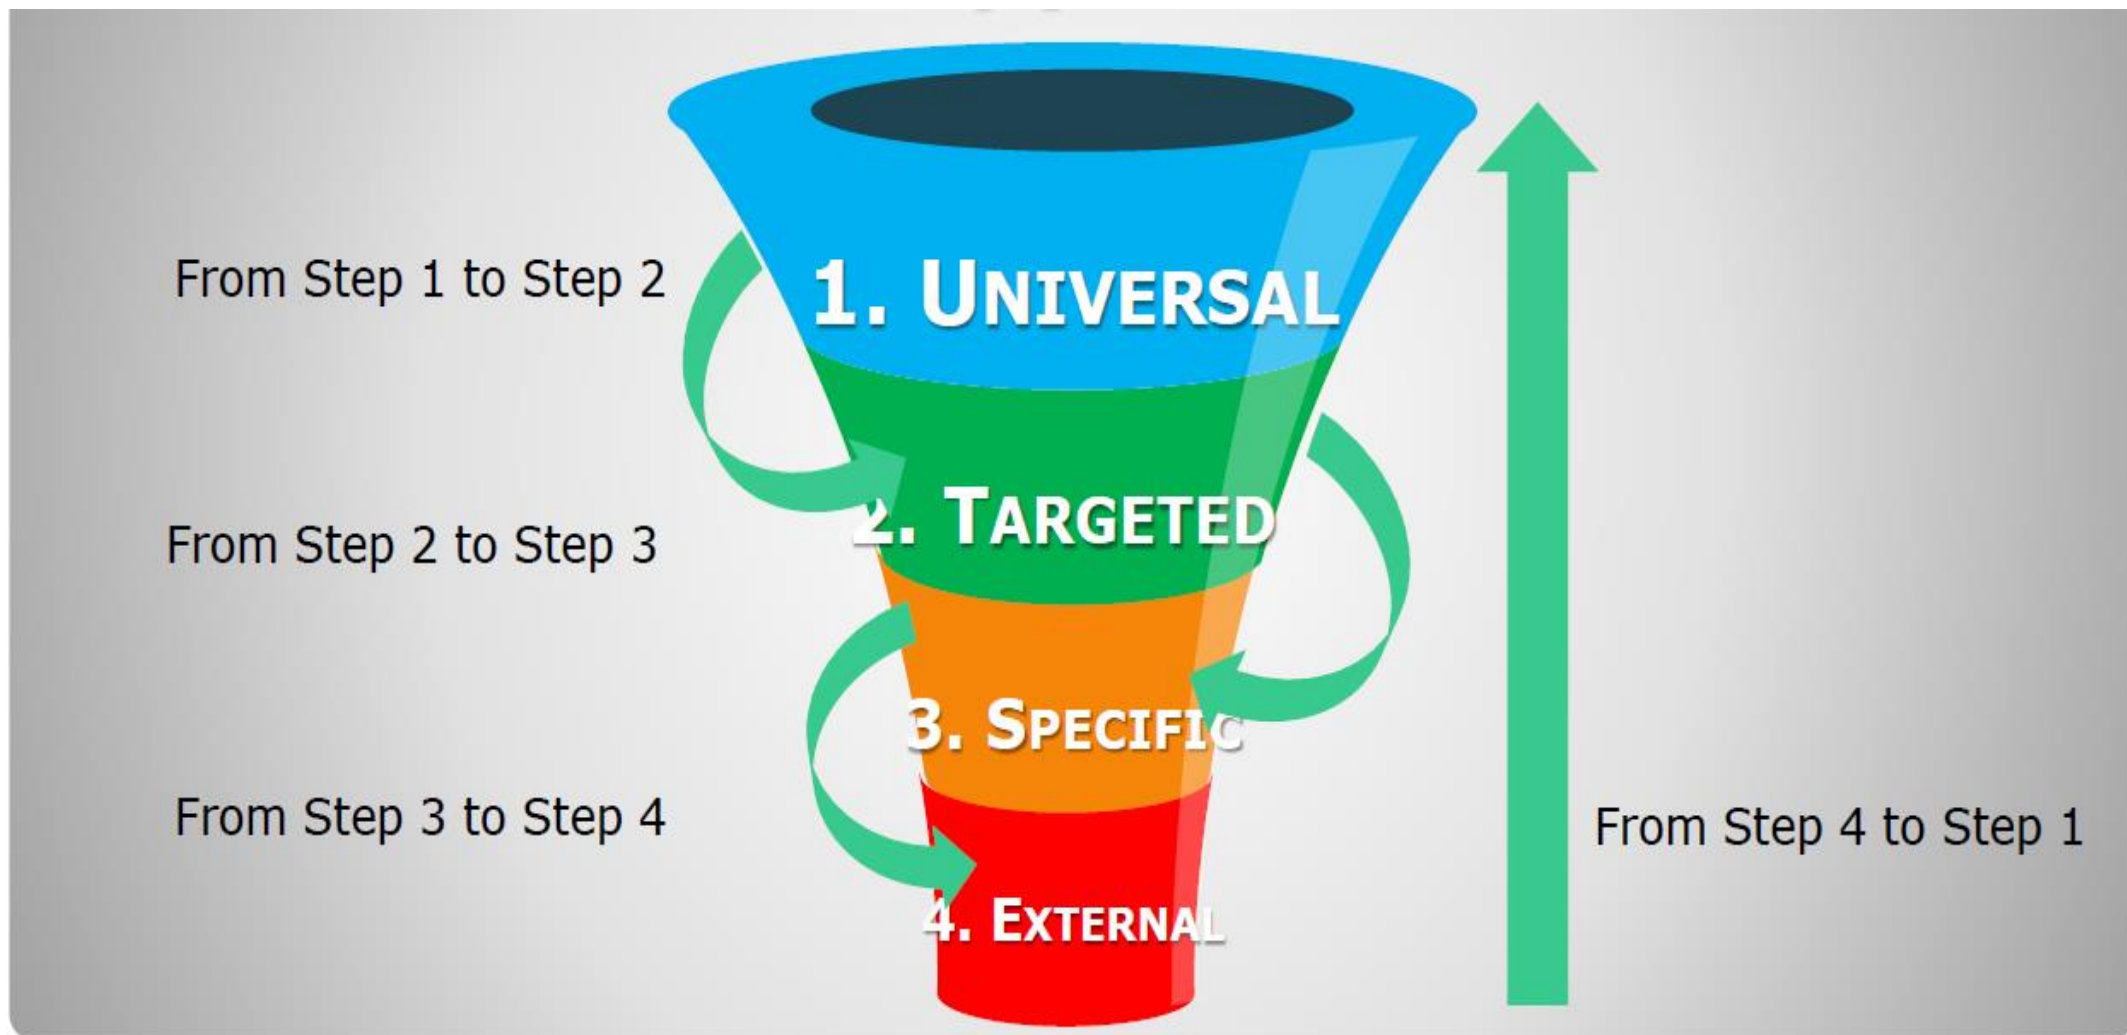 From Step 1 to Step 2
1. UNIVERSAL
From Step 2 to Step 3
2. TARGETED
3. SPECIFIC
From Step 3 to Step 4
From Step 4 to Step 1
4. EXTERNAL